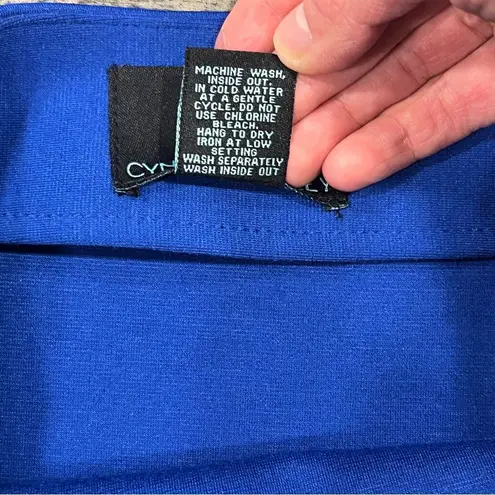 MACHINE WASH,
INSIDE OUT.
IN COLD WATER
AT A GENTLE
CYCLE. DO NOT
USE CHLORINE
BLEACH.
HANG TO DRY
IRON AT LOW
SETTING
WASH SEPARATELY
WASH INSIDE OUT